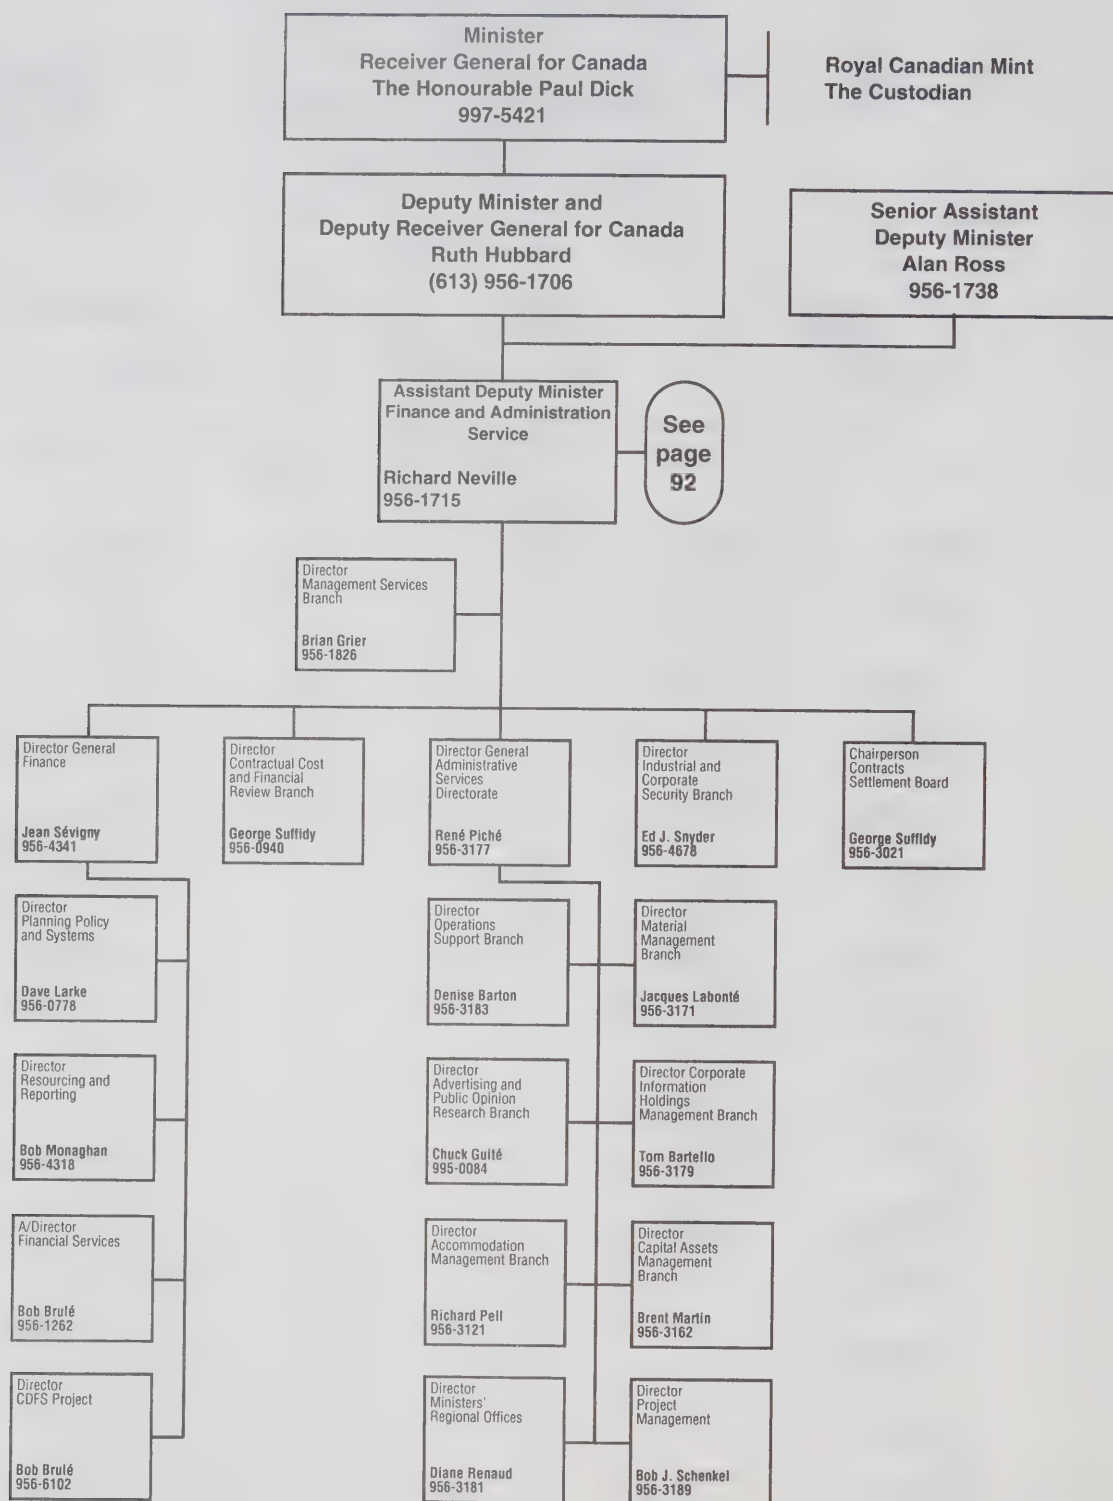 Minister
Receiver General for Canada
The Honourable Paul Dick
997-5421
Royal Canadian Mint
The Custodian
Deputy Minister and
Deputy Receiver General for Canada
Ruth Hubbard
(613) 956-1706
Senior Assistant
Deputy Minister
Alan Ross
956-1738
Assistant Deputy Minister
Finance and Administration
Service
Richard Neville
956-1715
See
page
92
Director
Management Services
Branch
Brian Grier
956-1826
Director General
Finance
Jean Sévigny
956-4341
Director
Contractual Cost
and Financial
Review Branch
George Suffidy
956-0940
Director General
Administrative
Services
Directorate
René Piché
956-3177
Director
Industrial and
Corporate
Security Branch
Ed J. Snyder
956-4678
Chairperson
Contracts
Settlement Board
George Suffidy
956-3021
Director
Planning Policy
and Systems
Dave Larke
956-0778
Director
Operations
Support Branch
Denise Barton
956-3183
Director
Material
Management
Branch
Jacques Labonté
956-3171
Director
Resourcing and
Reporting
Bob Monaghan
956-4318
Director
Advertising and
Public Opinion
Research Branch
Chuck Guité
995-0084
Director Corporate
Information
Holdings
Management Branch
Tom Bartello
956-3179
A/Director
Financial Services
Bob Brulé
956-1262
Director
Accommodation
Management Branch
Richard Pell
956-3121
Director
Capital Assets
Management
Branch
Brent Martin
956-3162
Director
CDFS Project
Bob Brulé
956-6102
Director
Ministers'
Regional Offices
Diane Renaud
956-3181
Director
Project
Management
Bob J. Schenkel
956-3189